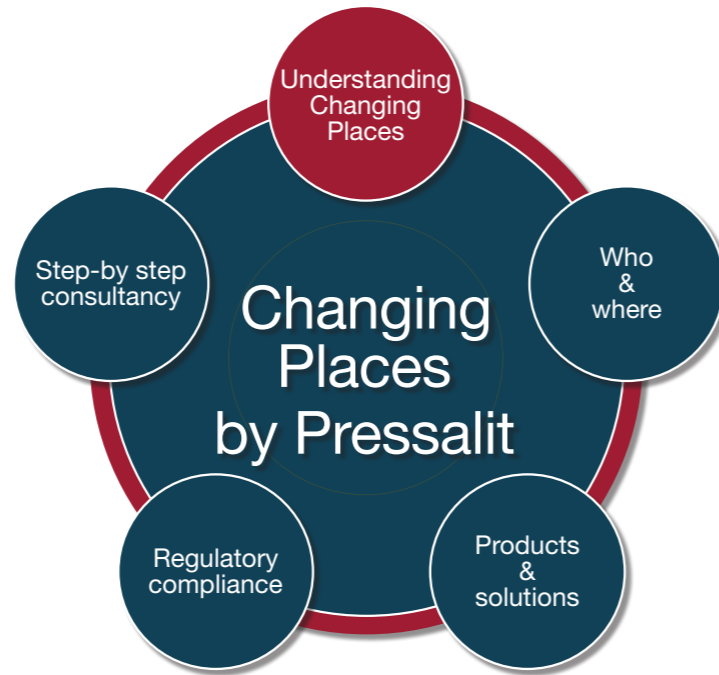 Understanding
Changing
Places
Who
&
where
Products
&
solutions
Regulatory
compliance
Step-by step
consultancy
Changing
Places
by Pressalit